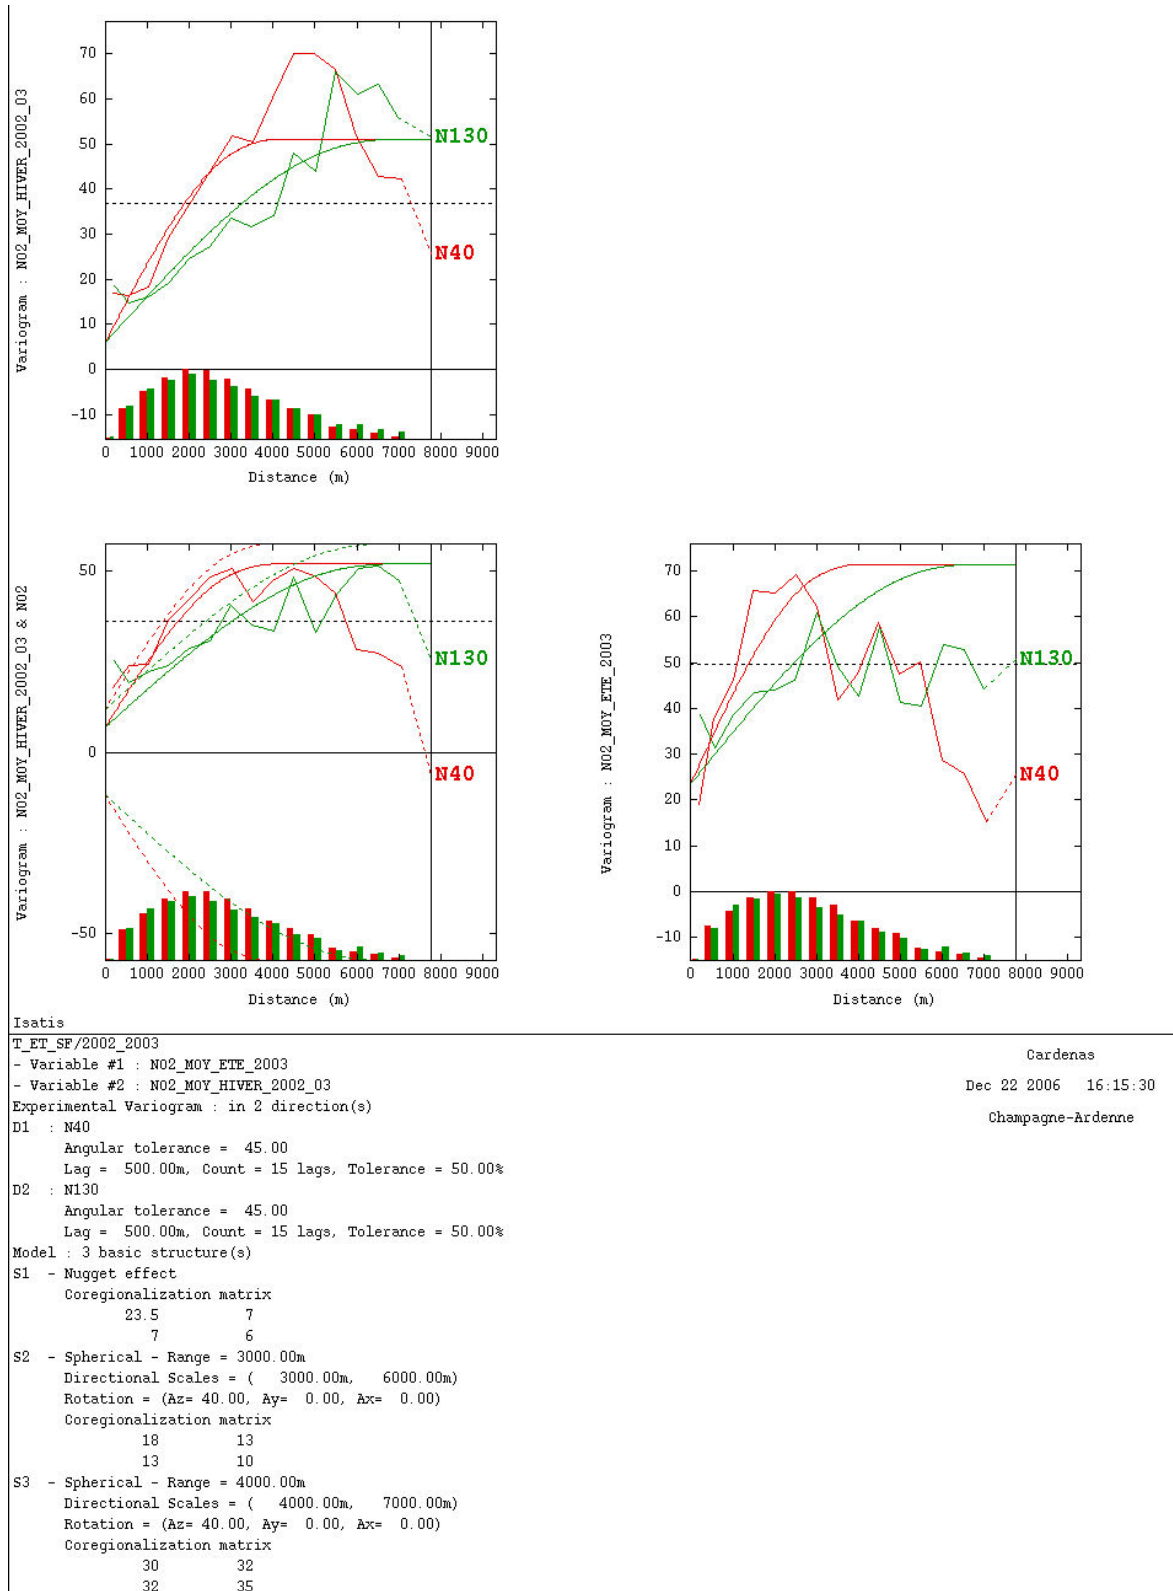 70
60
50
40
30
20
10
0
-10
Variogram : NO2_MOY_HIVER_2002_03
N130
N40
0 1000 2000 3000 4000 5000 6000 7000 8000 9000
Distance (m)
50
0
-50
Variogram : NO2_MOY_HIVER_2002_03 & NO2
N130
N40
0 1000 2000 3000 4000 5000 6000 7000 8000 9000
Distance (m)
70
60
50
40
30
20
10
0
-10
Variogram : NO2_MOY_ETE_2003
N130
N40
1000 2000 3000 4000 5000 6000 7000 8000 9000
Distance (m)
Isatis
T_ET_SF/2002_2003
- Variable #1 : NO2_MOY_ETE_2003
- Variable #2 : NO2_MOY_HIVER_2002_03
Experimental Variogram : in 2 direction(s)
D1 : N40
Angular tolerance = 45.00
Lag = 500.00m, Count = 15 lags, Tolerance = 50.00%
D2 : N130
Angular tolerance = 45.00
Lag = 500.00m, Count = 15 lags, Tolerance = 50.00%
Model : 3 basic structure(s)
S1 - Nugget effect
Coregionalization matrix
23.5 7
7 6
S2 - Spherical - Range = 3000.00m
Directional Scales = ( 3000.00m, 6000.00m)
Rotation = (Az= 40.00, Ay= 0.00, Ax= 0.00)
Coregionalization matrix
18 13
13 10
S3 - Spherical - Range = 4000.00m
Directional Scales = ( 4000.00m, 7000.00m)
Rotation = (Az= 40.00, Ay= 0.00, Ax= 0.00)
Coregionalization matrix
30 32
32 35
Cardenas
Dec 22 2006 16:15:30
Champagne-Ardenne